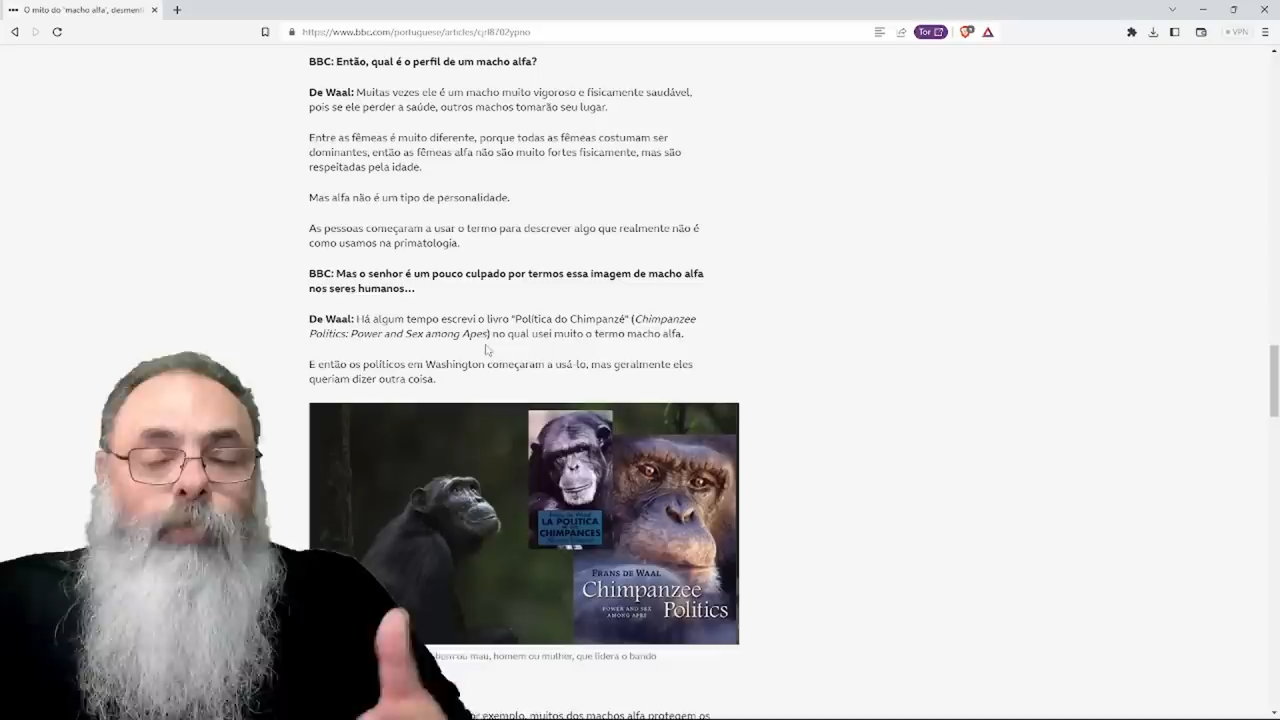 O mito do 'macho alfa', desmenti
https://www.bbc.com/portuguese/articles/cjrl8702ypno
Tor
VPN
BBC: Então, qual é o perfil de um macho alfa?
De Waal: Muitas vezes ele é um macho muito vigoroso e fisicamente saudável,
pois se ele perder a saúde, outros machos tomarão seu lugar.
Entre as fêmeas é muito diferente, porque todas as fêmeas costumam ser
dominantes, então as fêmeas alfa não são muito fortes fisicamente, mas são
respeitadas pela idade.
Mas alfa não é um tipo de personalidade.
As pessoas começaram a usar o termo para descrever algo que realmente não é
como usamos na primatologia.
BBC: Mas o senhor é um pouco culpado por termos essa imagem de macho alfa
nos seres humanos...
De Waal: Há algum tempo escrevi o livro "Política do Chimpanzé" (Chimpanzee
Politics: Power and Sex among Apes) no qual usei muito o termo macho alfa.
E então os políticos em Washington começaram a usá-lo, mas geralmente eles
queriam dizer outra coisa.
LA POLÍTICA
CHIMPANCÉS
FRANS DE WAAL
Chimpanzee
POWER AND SEX
AMONG APES
Politics
bom ou mau, homem ou mulher, que lidera o bando
exemplo, muitos dos machos alfa protegem os